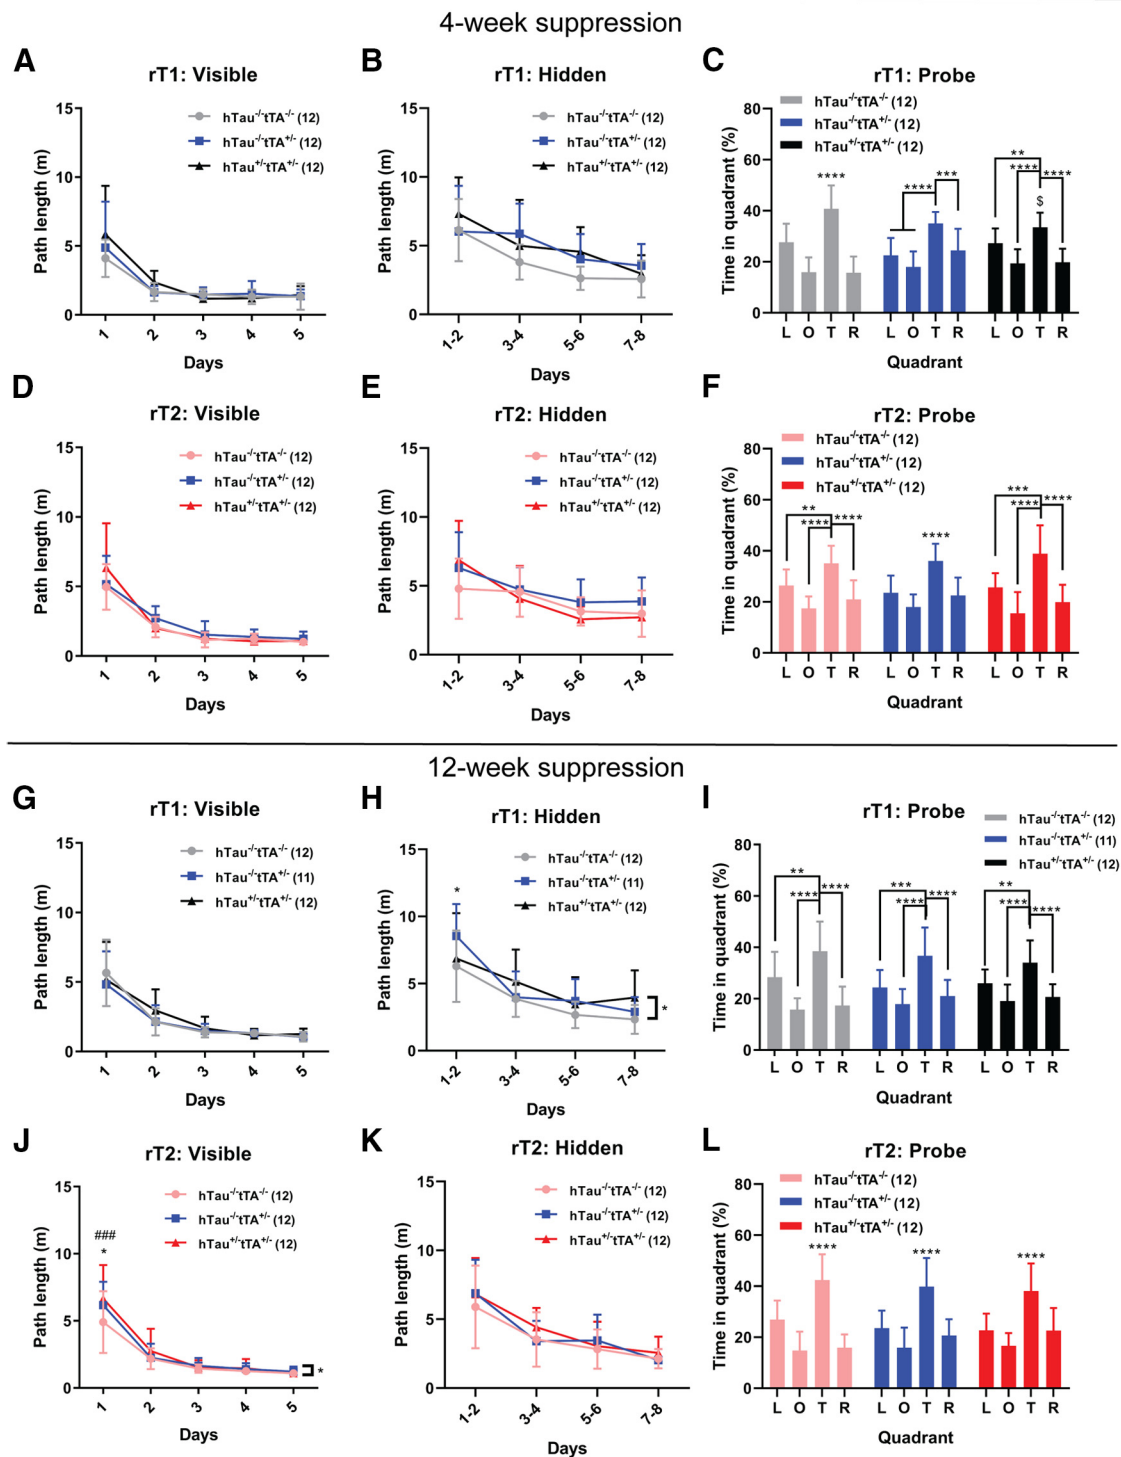 4-week suppression
A
rT1: Visible
Path length (m)
15
10
5
0
hTau-/-tTA-/- (12)
hTau-/-tTA+/- (12)
hTau+/-tTA+/- (12)
1 2 3 4 5
Days
B
rT1: Hidden
Path length (m)
15
10
5
0
hTau-/-tTA-/- (12)
hTau-/-tTA+/- (12)
hTau+/-tTA+/- (12)
1-2 3-4 5-6 7-8
Days
C
rT1: Probe
Time in quadrant (%)
80
60
40
20
0
hTau-/-tTA-/- (12)
hTau-/-tTA+/- (12)
hTau+/-tTA+/- (12)
**** **** *** ** **** **** $
L O T R L O T R L O T R
Quadrant
D
rT2: Visible
Path length (m)
15
10
5
0
hTau-/-tTA-/- (12)
hTau-/-tTA+/- (12)
hTau+/-tTA+/- (12)
1 2 3 4 5
Days
E
rT2: Hidden
Path length (m)
15
10
5
0
hTau-/-tTA-/- (12)
hTau-/-tTA+/- (12)
hTau+/-tTA+/- (12)
1-2 3-4 5-6 7-8
Days
F
rT2: Probe
Time in quadrant (%)
80
60
40
20
0
hTau-/-tTA-/- (12)
hTau-/-tTA+/- (12)
hTau+/-tTA+/- (12)
** **** **** **** *** **** ****
L O T R L O T R L O T R
Quadrant
12-week suppression
G
rT1: Visible
Path length (m)
15
10
5
0
hTau-/-tTA-/- (12)
hTau-/-tTA+/- (11)
hTau+/-tTA+/- (12)
1 2 3 4 5
Days
H
rT1: Hidden
Path length (m)
15
10
5
0
hTau-/-tTA-/- (12)
hTau-/-tTA+/- (11)
hTau+/-tTA+/- (12)
*
*
1-2 3-4 5-6 7-8
Days
I
rT1: Probe
Time in quadrant (%)
80
60
40
20
0
hTau-/-tTA-/- (12)
hTau-/-tTA+/- (11)
hTau+/-tTA+/- (12)
** **** **** *** **** **** ** **** ****
L O T R L O T R L O T R
Quadrant
J
rT2: Visible
Path length (m)
15
10
5
0
hTau-/-tTA-/- (12)
hTau-/-tTA+/- (12)
hTau+/-tTA+/- (12)
###
*
*
1 2 3 4 5
Days
K
rT2: Hidden
Path length (m)
15
10
5
0
hTau-/-tTA-/- (12)
hTau-/-tTA+/- (12)
hTau+/-tTA+/- (12)
1-2 3-4 5-6 7-8
Days
L
rT2: Probe
Time in quadrant (%)
80
60
40
20
0
hTau-/-tTA-/- (12)
hTau-/-tTA+/- (12)
hTau+/-tTA+/- (12)
**** **** ****
L O T R L O T R L O T R
Quadrant